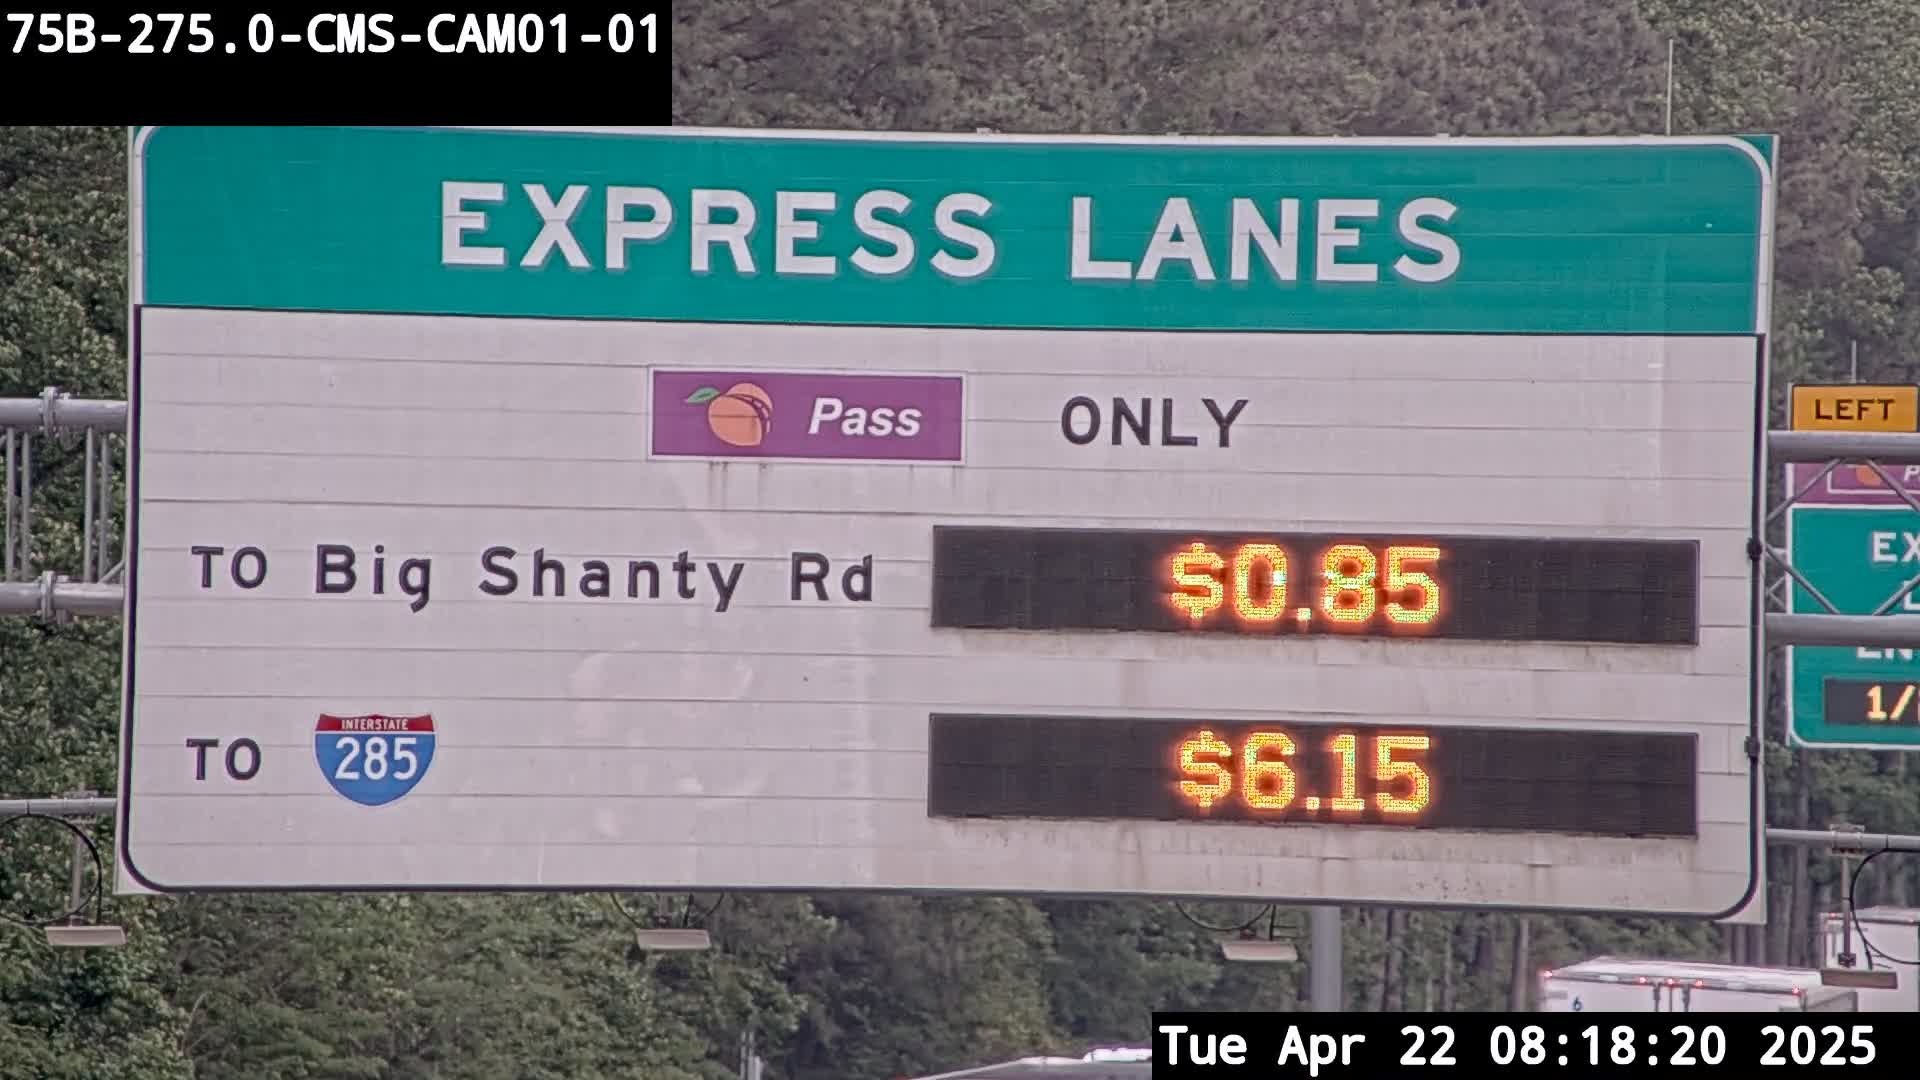 75B-275.0-CMS-CAM01-01
EXPRESS LANES
Pass ONLY
TO Big Shanty Rd $0.85
TO INTERSTATE 285 $6.15
LEFT
Tue Apr 22 08:18:20 2025